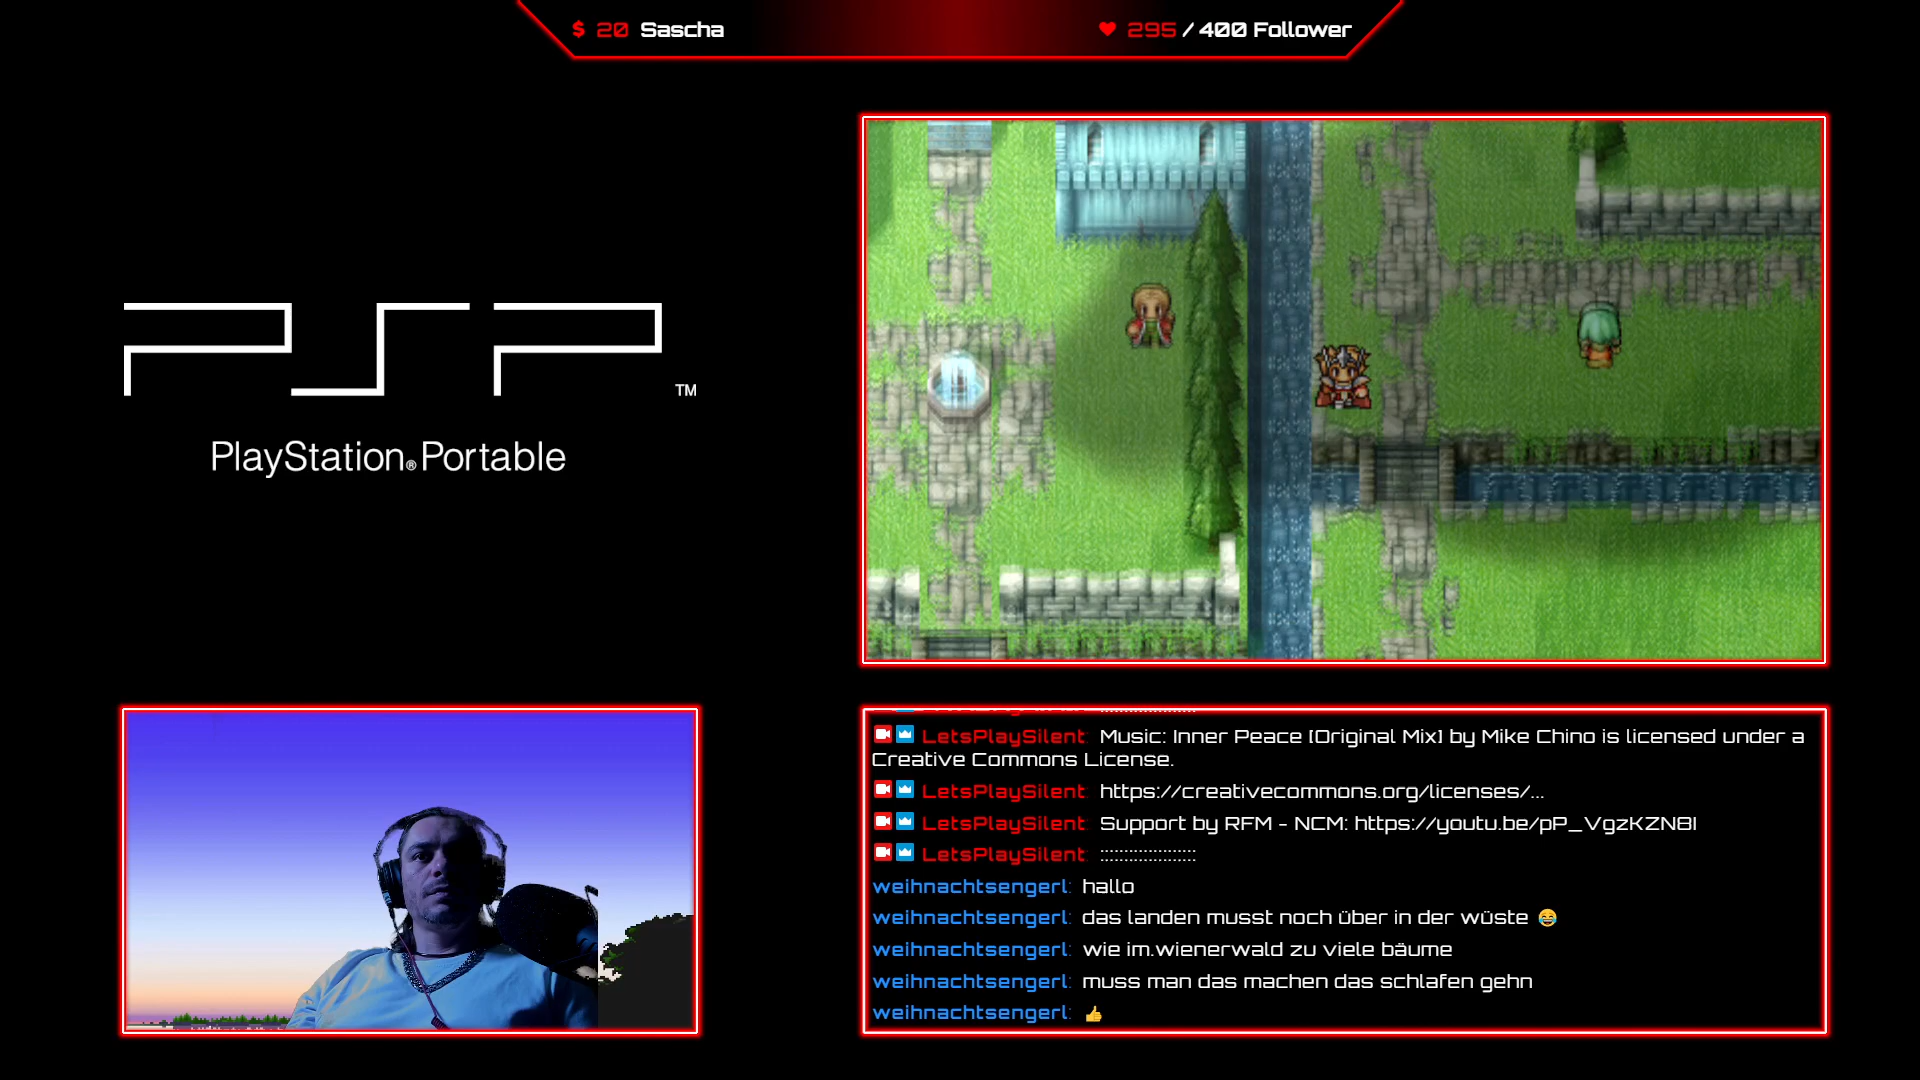 $ 20 Sascha
295 / 400 Follower
PSP
TM
PlayStation® Portable
LetsPlaySilent: Music: Inner Peace [Original Mix] by Mike Chino is licensed under a
Creative Commons License.
LetsPlaySilent: https://creativecommons.org/licenses/...
LetsPlaySilent: Support by RFM - NCM: https://youtu.be/pP_VgzKZN8I
LetsPlaySilent: ::::::::::::::::::::
weihnachtsengerl: hallo
weihnachtsengerl: das landen musst noch über in der wüste 😂
weihnachtsengerl: wie im.wienerwald zu viele bäume
weihnachtsengerl: muss man das machen das schlafen gehn
weihnachtsengerl: 👍